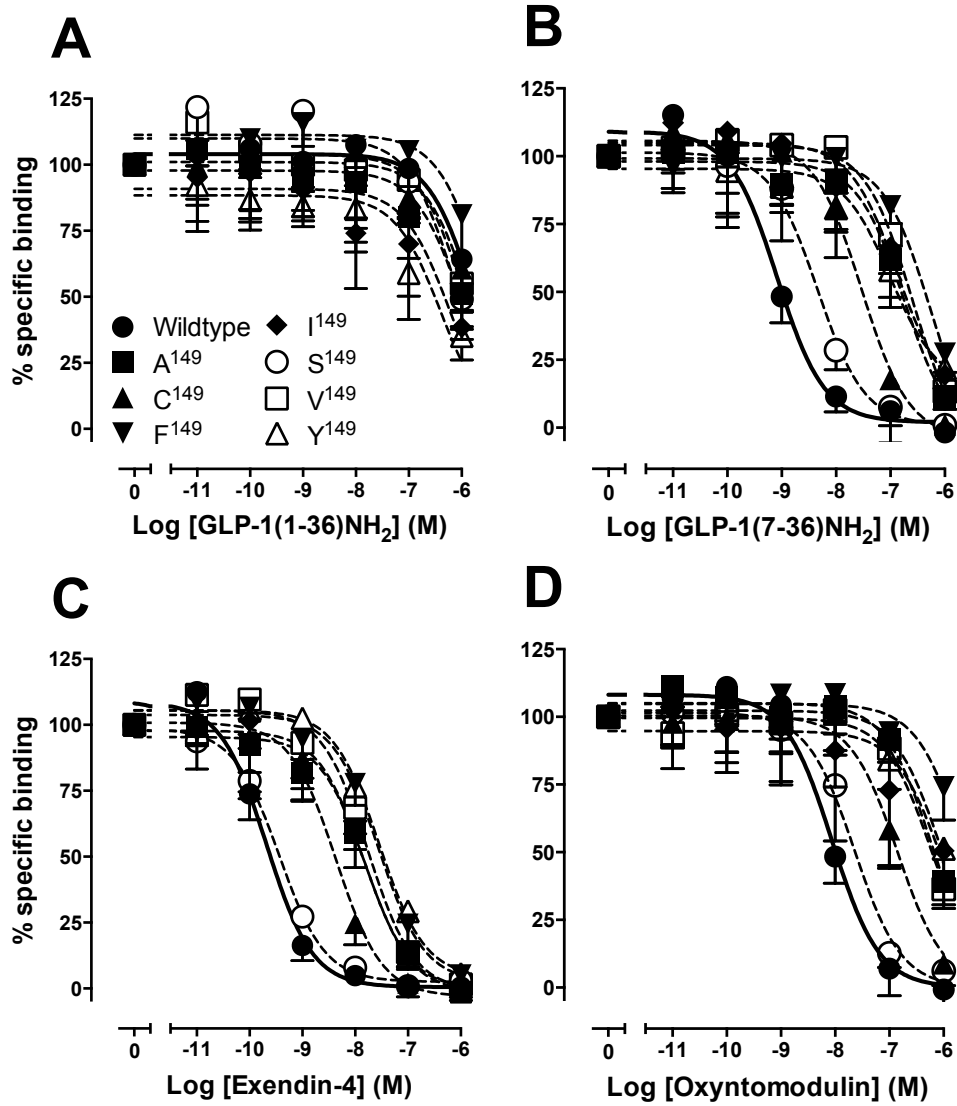 A
% specific binding
125
100
75
50
25
0
Wildtype
A149
C149
F149
I149
S149
V149
Y149
0
-11
-10
-9
-8
-7
-6
Log [GLP-1(1-36)NH2] (M)
B
125
100
75
50
25
0
0
-11
-10
-9
-8
-7
-6
Log [GLP-1(7-36)NH2] (M)
C
% specific binding
125
100
75
50
25
0
0
-11
-10
-9
-8
-7
-6
Log [Exendin-4] (M)
D
125
100
75
50
25
0
0
-11
-10
-9
-8
-7
-6
Log [Oxyntomodulin] (M)